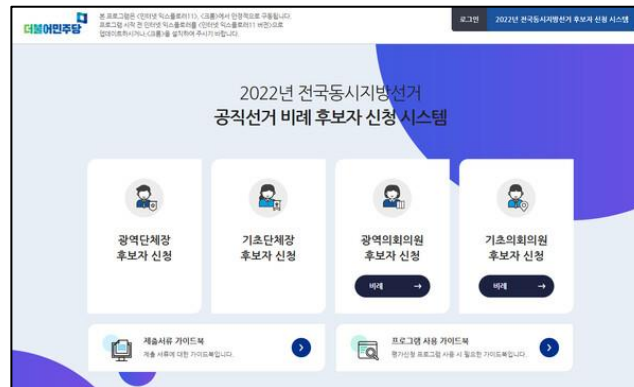 더불어민주당
본 프로그램은 <인터넷 익스플로러11>, <크롬>에서 안정적으로 구동됩니다.
프로그램 시작 전 인터넷 익스플로러를 <인터넷 익스플로러11 버전>으로
업데이트하시거나, <크롬>을 설치하여 주시기 바랍니다.
로그인
2022년 전국동시지방선거 후보자 신청 시스템
2022년 전국동시지방선거
공직선거 비례 후보자 신청 시스템
광역단체장
후보자 신청
기초단체장
후보자 신청
광역의회의원
후보자 신청
비례 →
기초의회의원
후보자 신청
비례 →
제출서류 가이드북
제출 서류에 대한 가이드북입니다.
프로그램 사용 가이드북
평가신청 프로그램 사용 시 필요한 가이드북입니다.